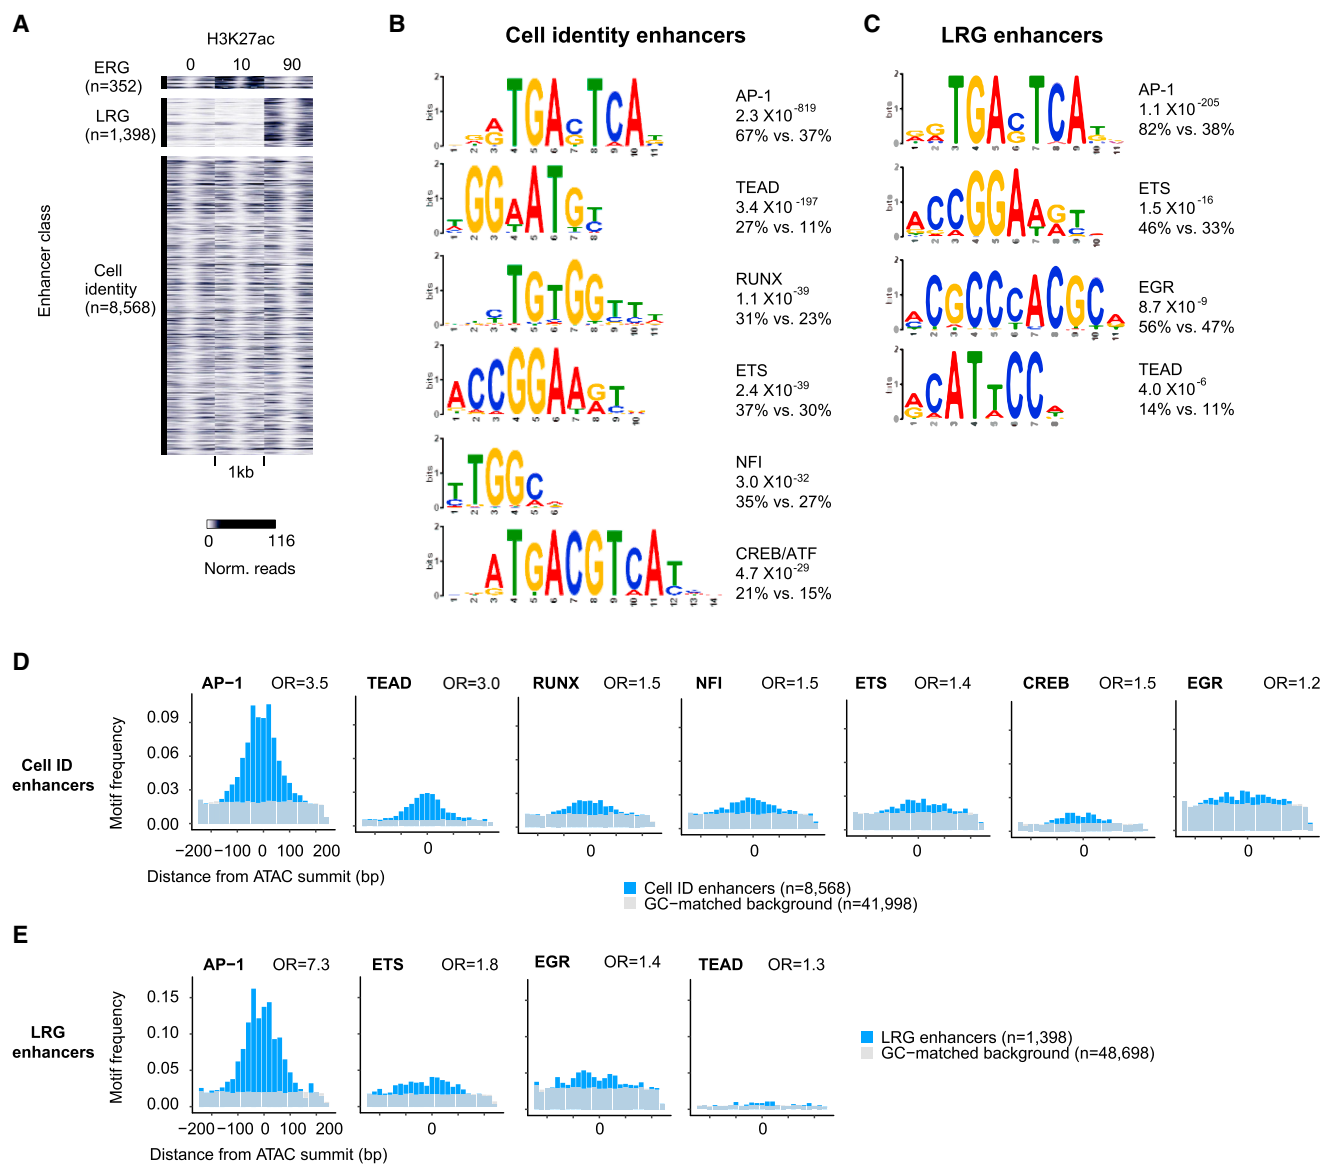 A
H3K27ac
0 10 90
ERG
(n=352)
LRG
(n=1,398)
Cell
identity
(n=8,568)
Enhancer class
1kb
0 116
Norm. reads
B
Cell identity enhancers
AP-1
2.3 X10-819
67% vs. 37%
TEAD
3.4 X10-197
27% vs. 11%
RUNX
1.1 X10-39
31% vs. 23%
ETS
2.4 X10-39
37% vs. 30%
NFI
3.0 X10-32
35% vs. 27%
CREB/ATF
4.7 X10-29
21% vs. 15%
C
LRG enhancers
AP-1
1.1 X10-205
82% vs. 38%
ETS
1.5 X10-16
46% vs. 33%
EGR
8.7 X10-9
56% vs. 47%
TEAD
4.0 X10-6
14% vs. 11%
D
Cell ID
enhancers
AP−1 OR=3.5
TEAD OR=3.0
RUNX OR=1.5
NFI OR=1.5
ETS OR=1.4
CREB OR=1.5
EGR OR=1.2
Motif frequency
0.09
0.06
0.03
0.00
−200 −100 0 100 200
0 0 0 0 0 0
Distance from ATAC summit (bp)
Cell ID enhancers (n=8,568)
GC−matched background (n=41,998)
E
LRG
enhancers
AP−1 OR=7.3
ETS OR=1.8
EGR OR=1.4
TEAD OR=1.3
Motif frequency
0.15
0.10
0.05
0.00
−200 −100 0 100 200
0 0 0
Distance from ATAC summit (bp)
LRG enhancers (n=1,398)
GC−matched background (n=48,698)